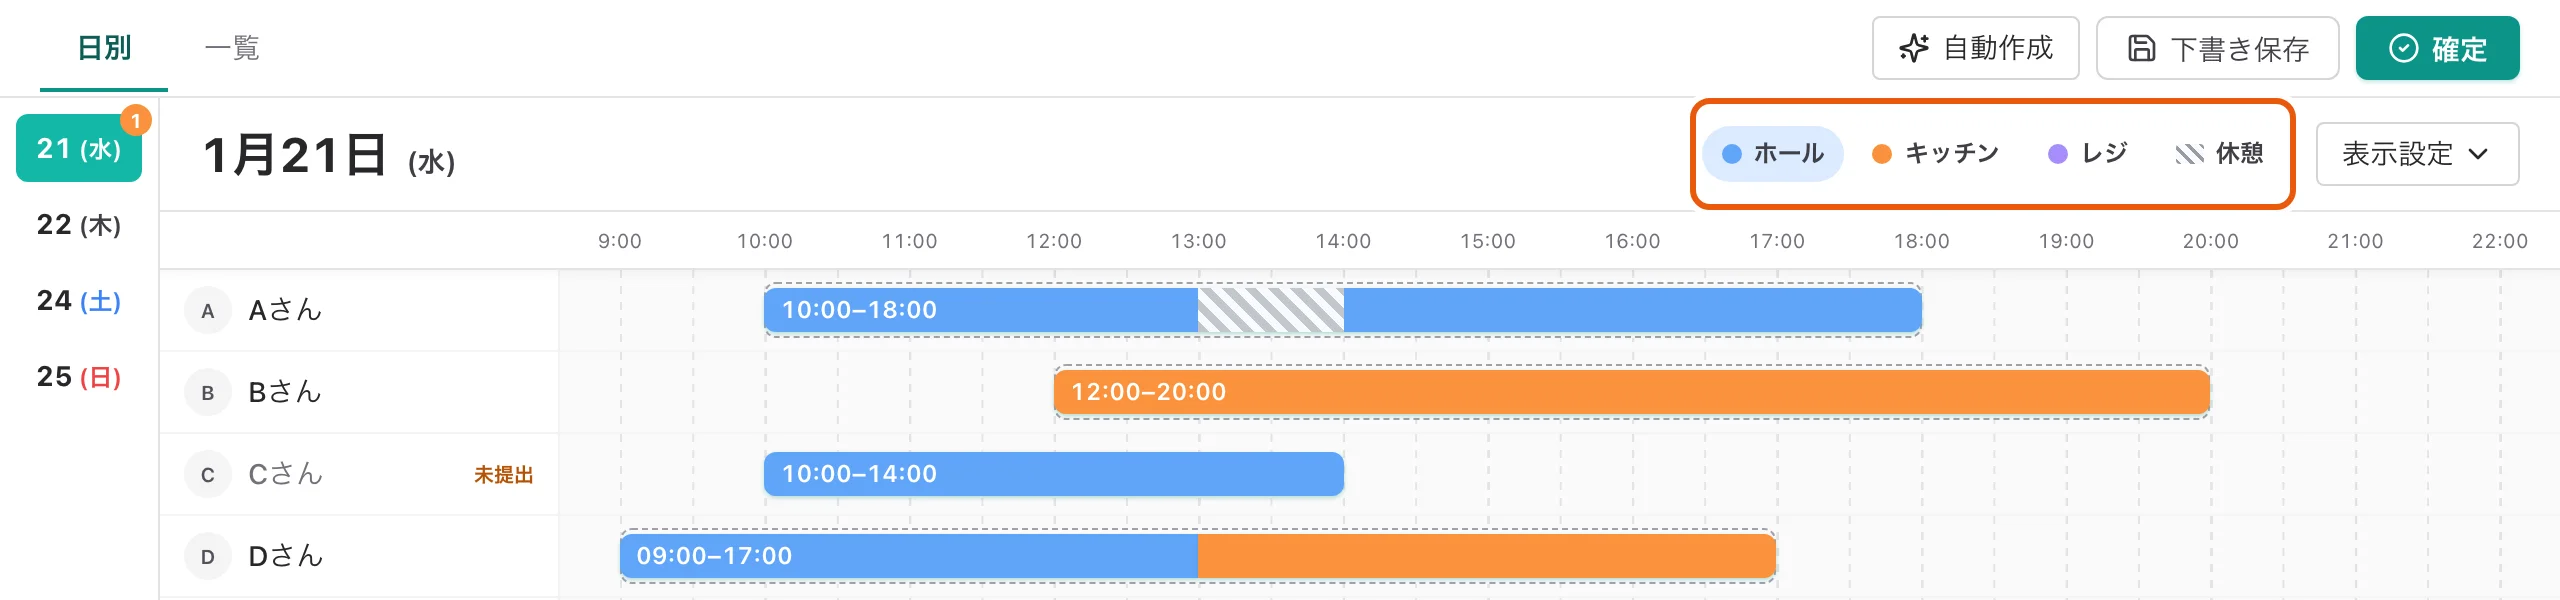 日別 一覧 自動作成 下書き保存 確定
21 (水) 1
22 (木)
24 (土)
25 (日)
1月21日 (水) ホール キッチン レジ 休憩 表示設定
9:00 10:00 11:00 12:00 13:00 14:00 15:00 16:00 17:00 18:00 19:00 20:00 21:00 22:00
A Aさん 10:00–18:00
B Bさん 12:00–20:00
C Cさん 未提出 10:00–14:00
D Dさん 09:00–17:00